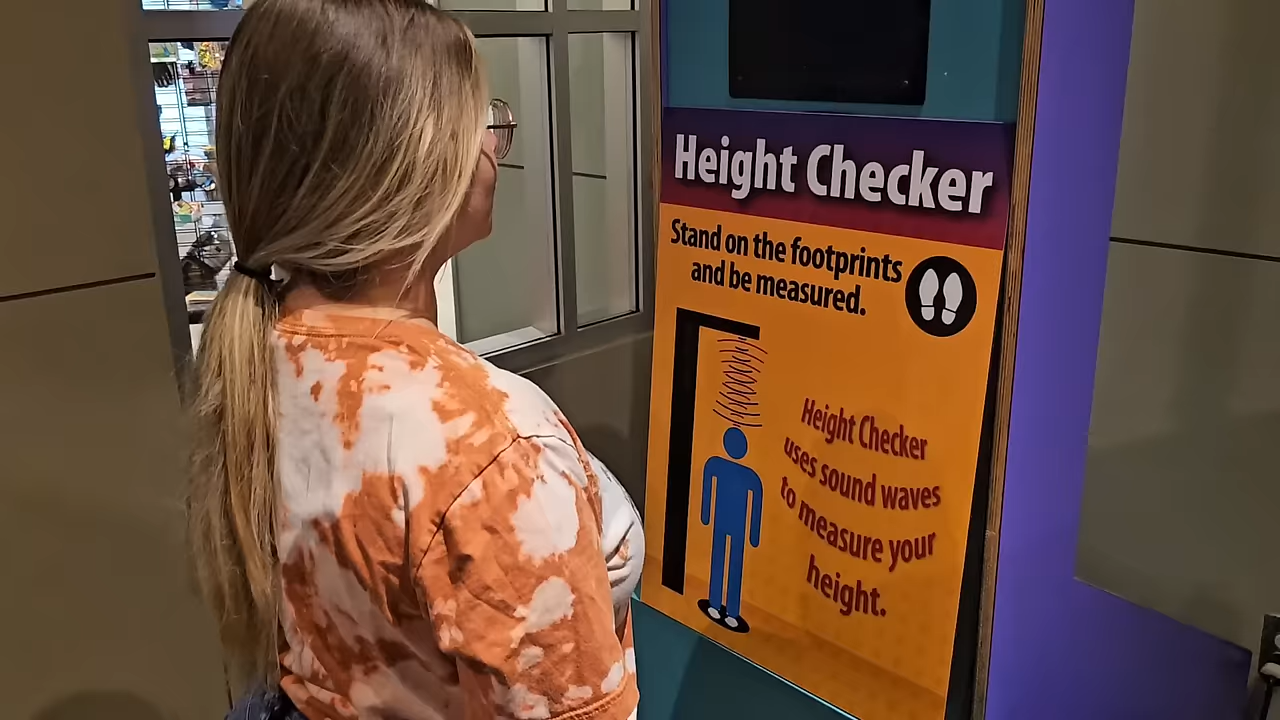 Height Checker
Stand on the footprints
and be measured.
Height Checker
uses sound waves
to measure your
height.